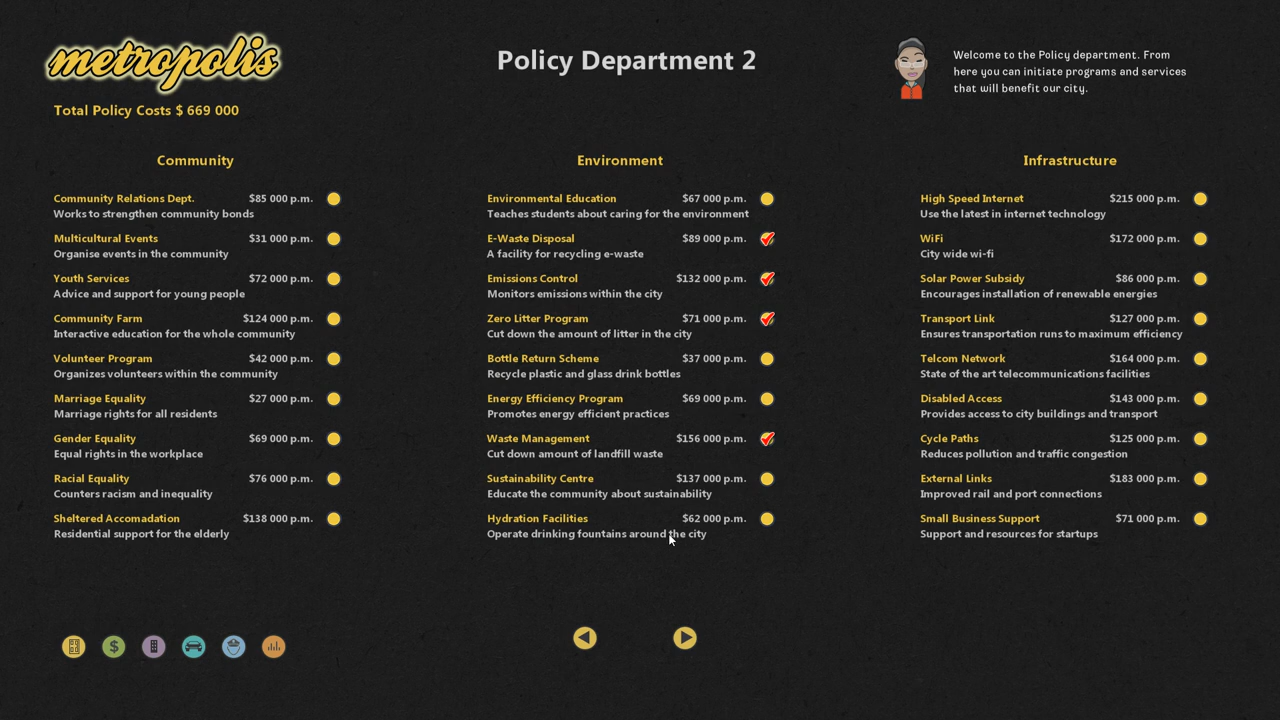 metropolis
Policy Department 2
Welcome to the Policy department. From
here you can initiate programs and services
that will benefit our city.
Total Policy Costs $ 669 000
Community
Community Relations Dept. $85 000 p.m.
Works to strengthen community bonds
Multicultural Events $31 000 p.m.
Organise events in the community
Youth Services $72 000 p.m.
Advice and support for young people
Community Farm $124 000 p.m.
Interactive education for the whole community
Volunteer Program $42 000 p.m.
Organizes volunteers within the community
Marriage Equality $27 000 p.m.
Marriage rights for all residents
Gender Equality $69 000 p.m.
Equal rights in the workplace
Racial Equality $76 000 p.m.
Counters racism and inequality
Sheltered Accomadation $138 000 p.m.
Residential support for the elderly
Environment
Environmental Education $67 000 p.m.
Teaches students about caring for the environment
E-Waste Disposal $89 000 p.m.
A facility for recycling e-waste
Emissions Control $132 000 p.m.
Monitors emissions within the city
Zero Litter Program $71 000 p.m.
Cut down the amount of litter in the city
Bottle Return Scheme $37 000 p.m.
Recycle plastic and glass drink bottles
Energy Efficiency Program $69 000 p.m.
Promotes energy efficient practices
Waste Management $156 000 p.m.
Cut down amount of landfill waste
Sustainability Centre $137 000 p.m.
Educate the community about sustainability
Hydration Facilities $62 000 p.m.
Operate drinking fountains around the city
Infrastructure
High Speed Internet $215 000 p.m.
Use the latest in internet technology
WiFi $172 000 p.m.
City wide wi-fi
Solar Power Subsidy $86 000 p.m.
Encourages installation of renewable energies
Transport Link $127 000 p.m.
Ensures transportation runs to maximum efficiency
Telcom Network $164 000 p.m.
State of the art telecommunications facilities
Disabled Access $143 000 p.m.
Provides access to city buildings and transport
Cycle Paths $125 000 p.m.
Reduces pollution and traffic congestion
External Links $183 000 p.m.
Improved rail and port connections
Small Business Support $71 000 p.m.
Support and resources for startups
$